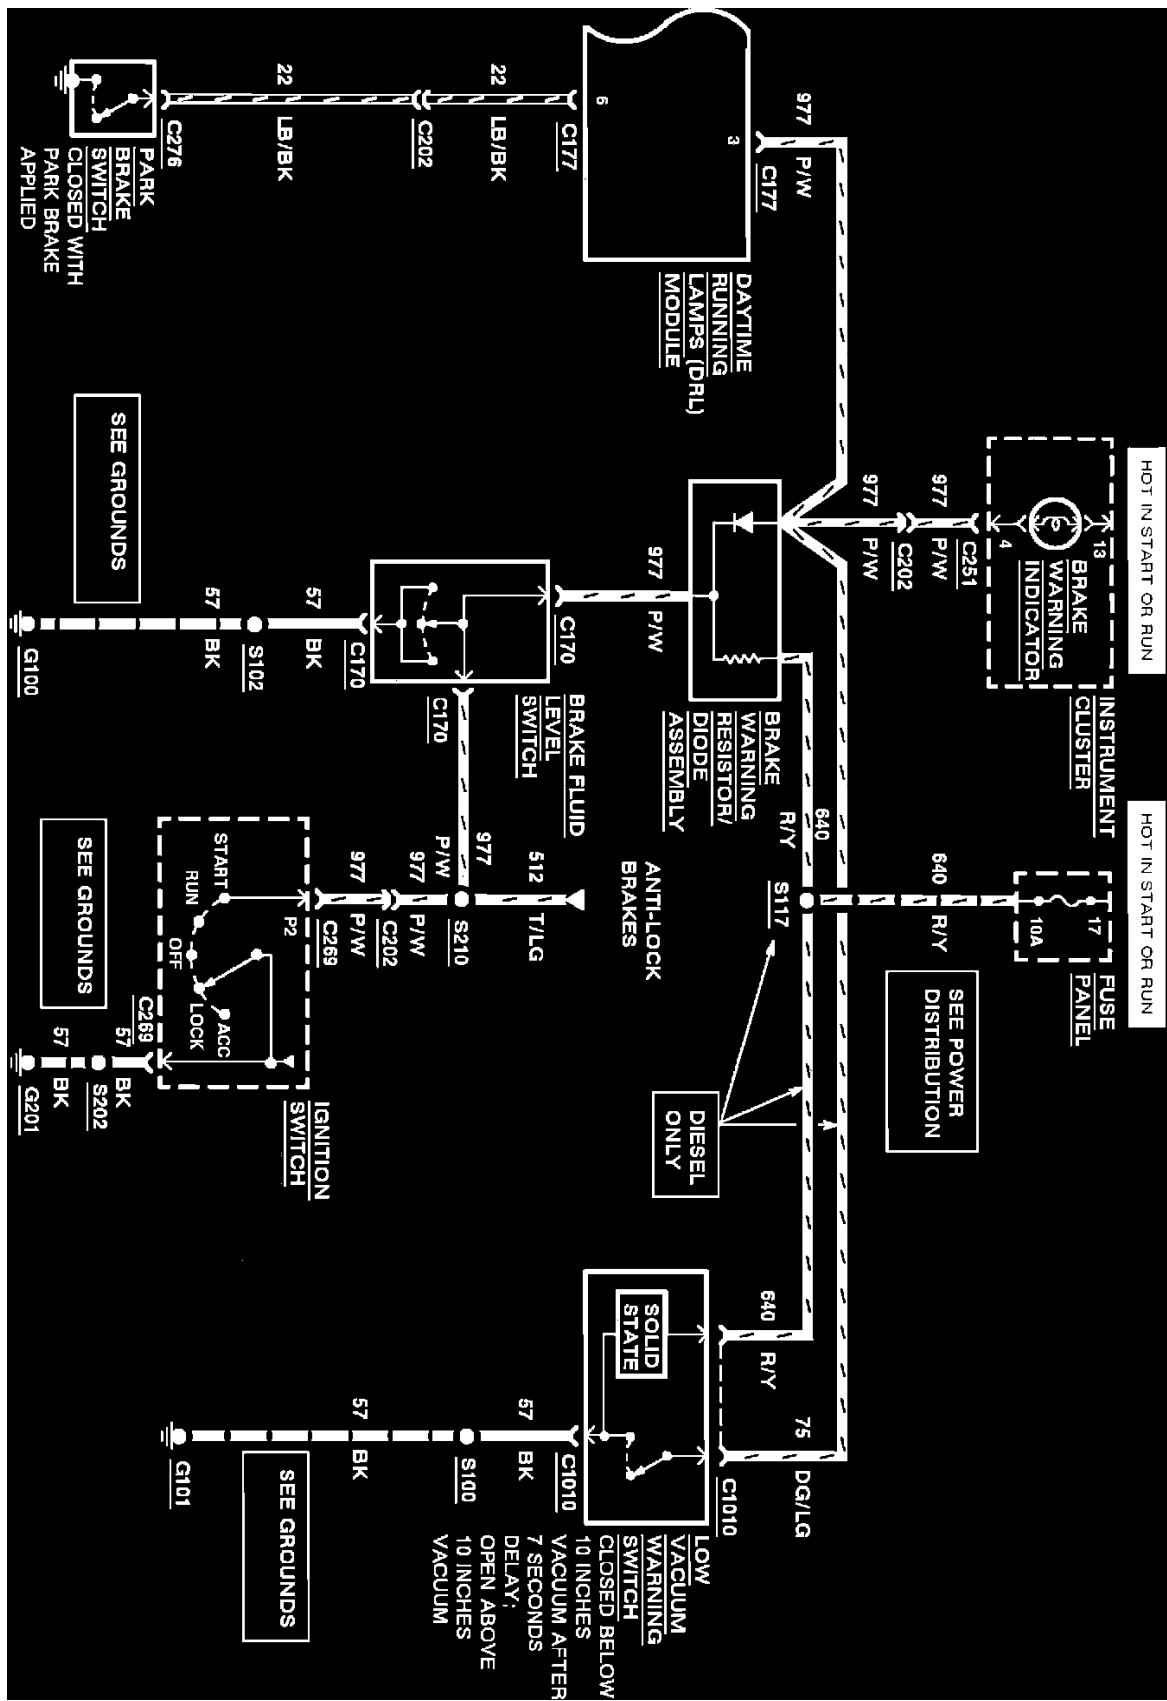 HOT IN START OR RUN
HOT IN START OR RUN
13
4
BRAKE
WARNING
INDICATOR
INSTRUMENT
CLUSTER
17
10A
FUSE
PANEL
C251
977
P/W
C202
977
P/W
640
R/Y
SEE POWER
DISTRIBUTION
977
P/W
C177
3
6
DAYTIME
RUNNING
LAMPS (DRL)
MODULE
C177
22
LB/BK
C202
22
LB/BK
C276
PARK
BRAKE
SWITCH
CLOSED WITH
PARK BRAKE
APPLIED
BRAKE
WARNING
RESISTOR/
DIODE
ASSEMBLY
640
R/Y
S117
DIESEL
ONLY
977
P/W
C170
BRAKE FLUID
LEVEL
SWITCH
C170
C170
57
BK
S102
57
BK
G100
SEE GROUNDS
ANTI-LOCK
BRAKES
512
T/LG
977
P/W
S210
977
P/W
C202
977
P/W
C269
P2
START
RUN
OFF
LOCK
ACC
IGNITION
SWITCH
C269
57
BK
S202
57
BK
G201
SEE GROUNDS
640
R/Y
75
DG/LG
C1010
SOLID
STATE
LOW
VACUUM
WARNING
SWITCH
CLOSED BELOW
10 INCHES
VACUUM AFTER
7 SECONDS
DELAY;
OPEN ABOVE
10 INCHES
VACUUM
C1010
57
BK
S100
57
BK
G101
SEE GROUNDS